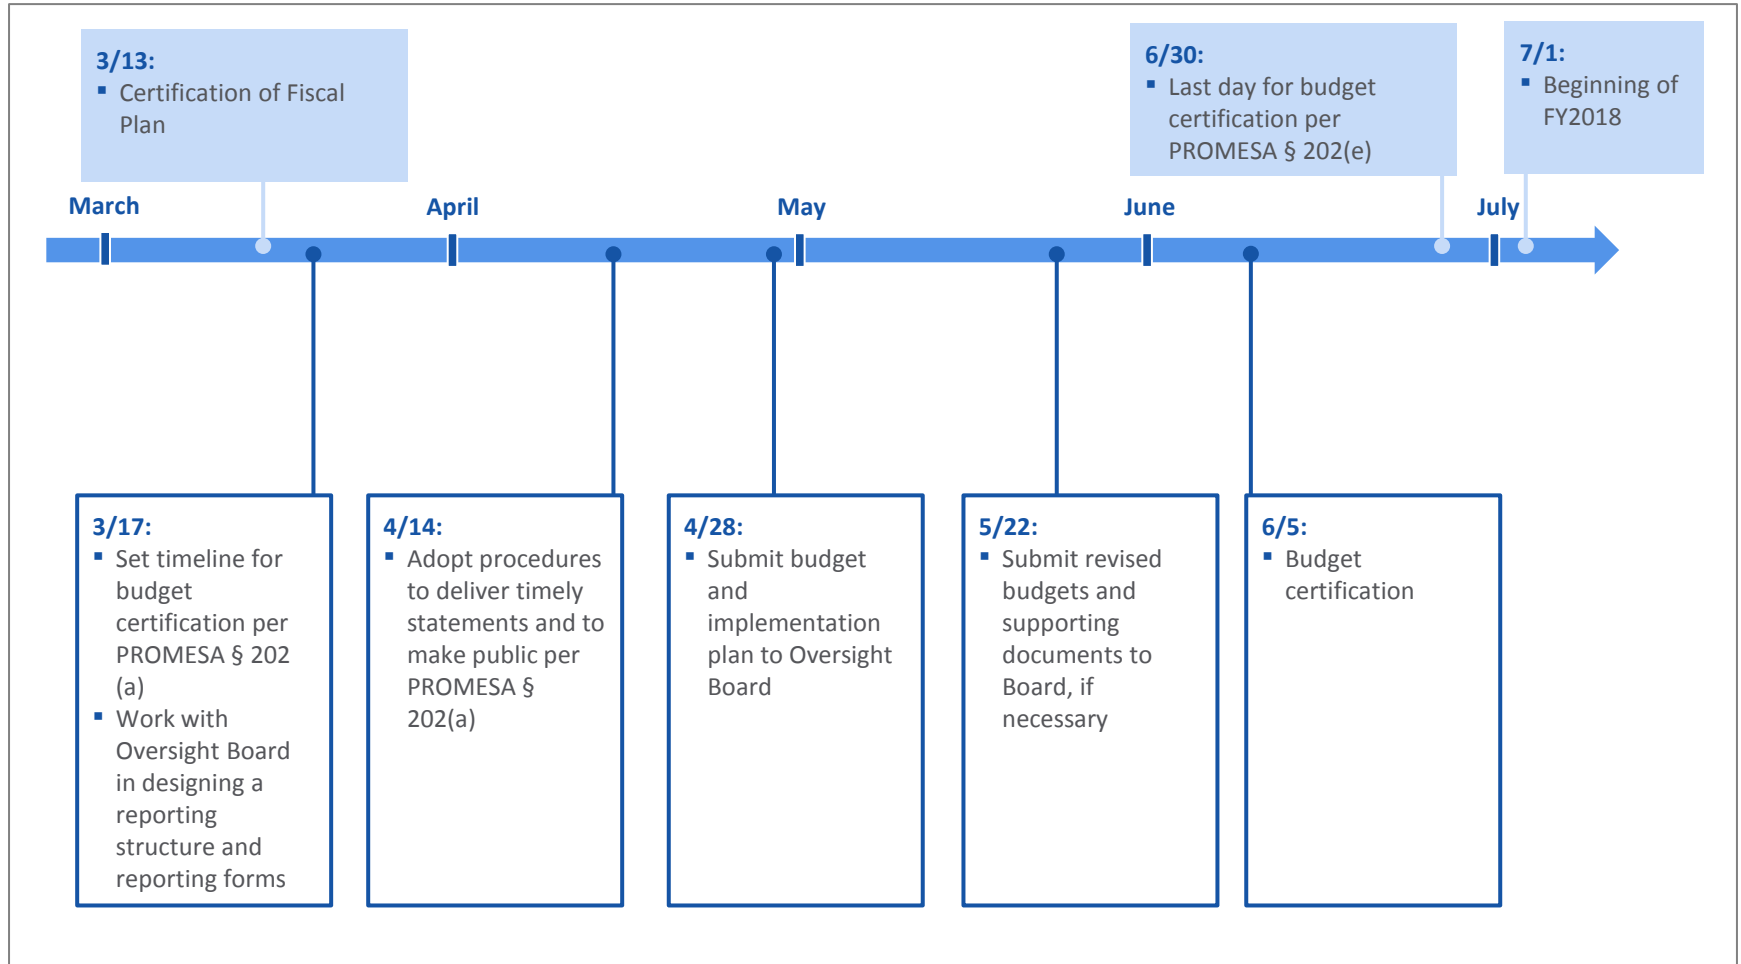 3/13:
▪ Certification of Fiscal
Plan
6/30:
▪ Last day for budget
certification per
PROMESA § 202(e)
7/1:
▪ Beginning of
FY2018
March
April
May
June
July
3/17:
▪ Set timeline for
budget
certification per
PROMESA § 202
(a)
▪ Work with
Oversight Board
in designing a
reporting
structure and
reporting forms
4/14:
▪ Adopt procedures
to deliver timely
statements and to
make public per
PROMESA §
202(a)
4/28:
▪ Submit budget
and
implementation
plan to Oversight
Board
5/22:
▪ Submit revised
budgets and
supporting
documents to
Board, if
necessary
6/5:
▪ Budget
certification